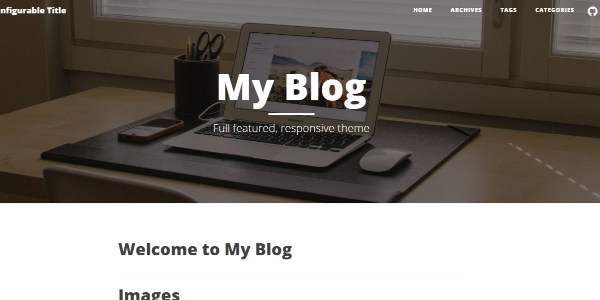 nfigurable Title
HOME ARCHIVES TAGS CATEGORIES
My Blog
Full featured, responsive theme
Welcome to My Blog
Images